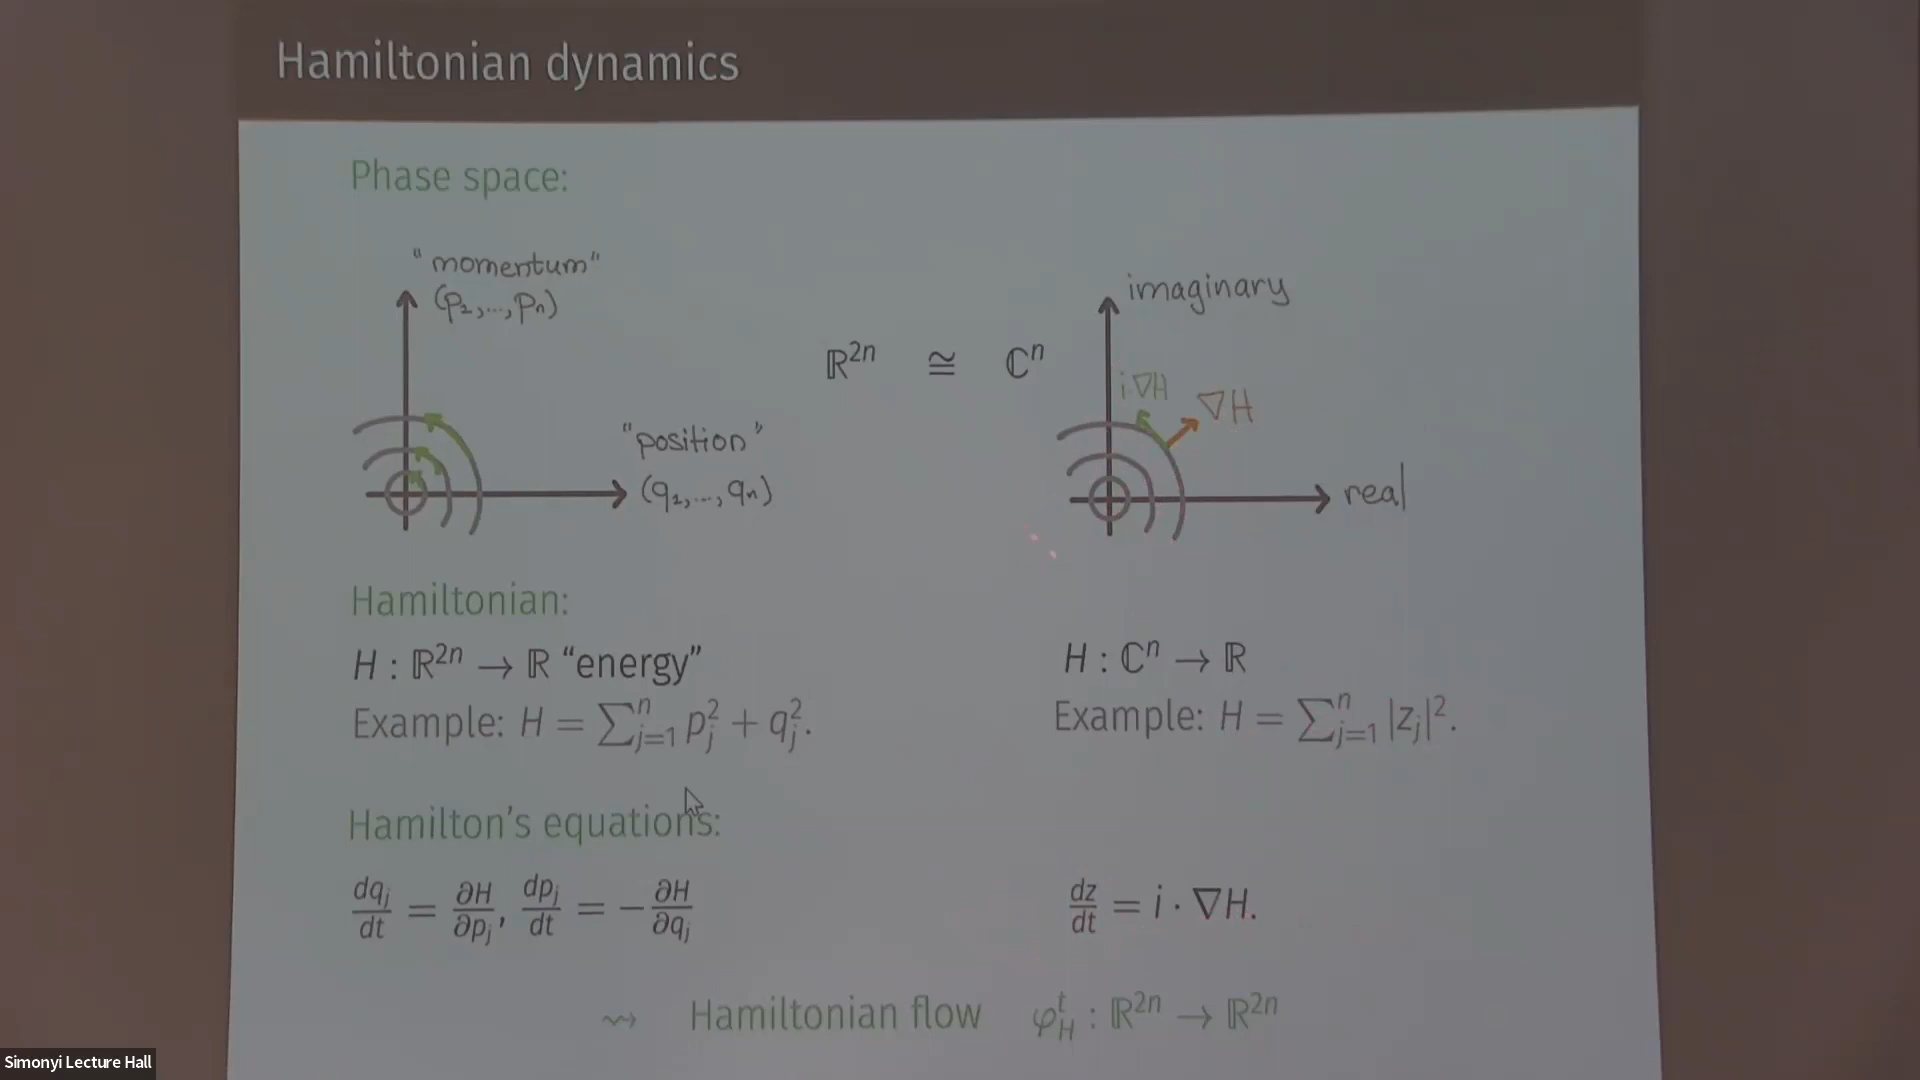 Hamiltonian dynamics
Phase space:
"momentum"
(p₁,...,pₙ)
"position"
(q₁,...,qₙ)
ℝ²ⁿ ≅ ℂⁿ
imaginary
i∇H
∇H
real
Hamiltonian:
H : ℝ²ⁿ → ℝ “energy”
Example: H = ∑ⁿⱼ₌₁ pⱼ² + qⱼ².
H : ℂⁿ → ℝ
Example: H = ∑ⁿⱼ₌₁ |zⱼ|².
Hamilton’s equations:
dqⱼ/dt = ∂H/∂pⱼ, dpⱼ/dt = −∂H/∂qⱼ
dz/dt = i · ∇H.
⇝ Hamiltonian flow φᵗ_H : ℝ²ⁿ → ℝ²ⁿ
Simonyi Lecture Hall